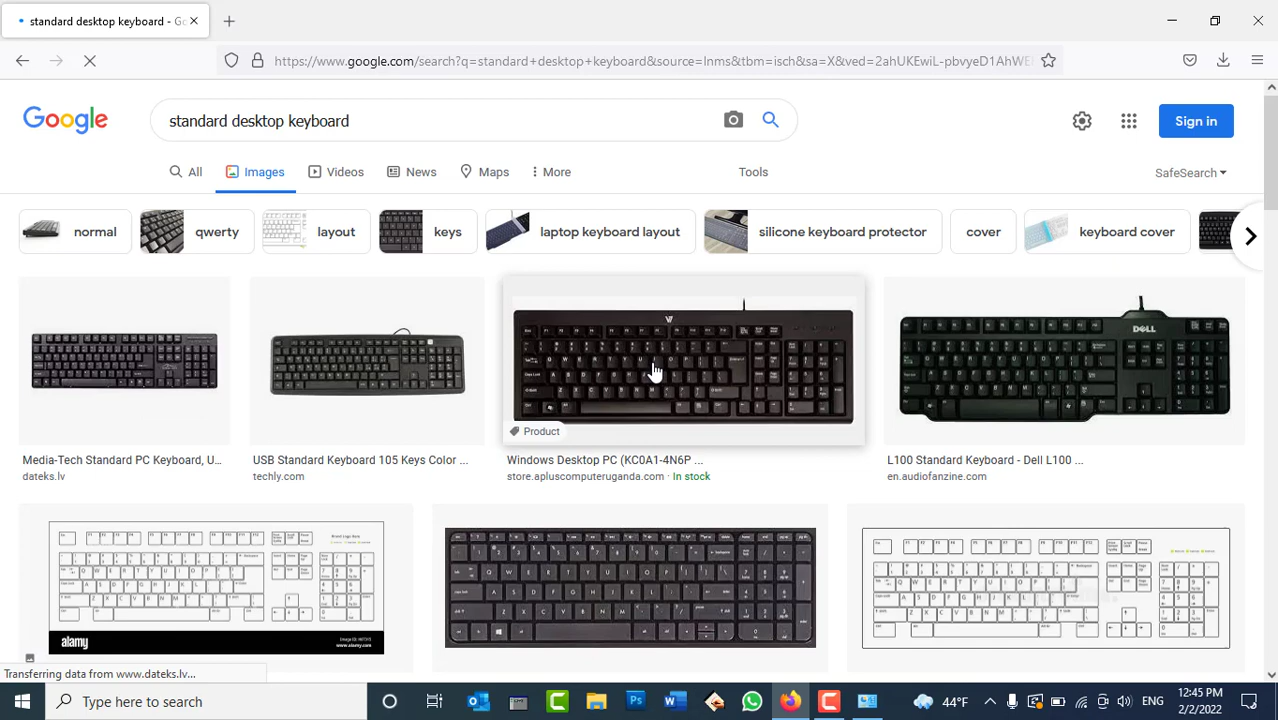 standard desktop keyboard - Go
https://www.google.com/search?q=standard+desktop+keyboard&source=lnms&tbm=isch&sa=X&ved=2ahUKEwiL-pbvyeD1AhWE
Google
standard desktop keyboard
Sign in
All
Images
Videos
News
Maps
More
Tools
SafeSearch
normal
qwerty
layout
keys
laptop keyboard layout
silicone keyboard protector
cover
keyboard cover
DELL
Product
Media-Tech Standard PC Keyboard, U...
dateks.lv
USB Standard Keyboard 105 Keys Color ...
techly.com
Windows Desktop PC (KC0A1-4N6P ...
store.apluscomputeruganda.com · In stock
L100 Standard Keyboard - Dell L100 ...
en.audiofanzine.com
alamy
www.alamy.com
Transferring data from www.dateks.lv...
Type here to search
44°F
ENG
12:45 PM
2/2/2022